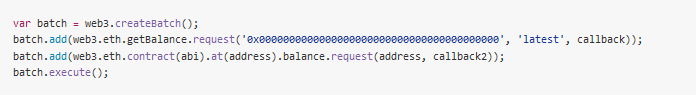 var batch = web3.createBatch();
batch.add(web3.eth.getBalance.request('0x0000000000000000000000000000000000000000', 'latest', callback));
batch.add(web3.eth.contract(abi).at(address).balance.request(address, callback2));
batch.execute();